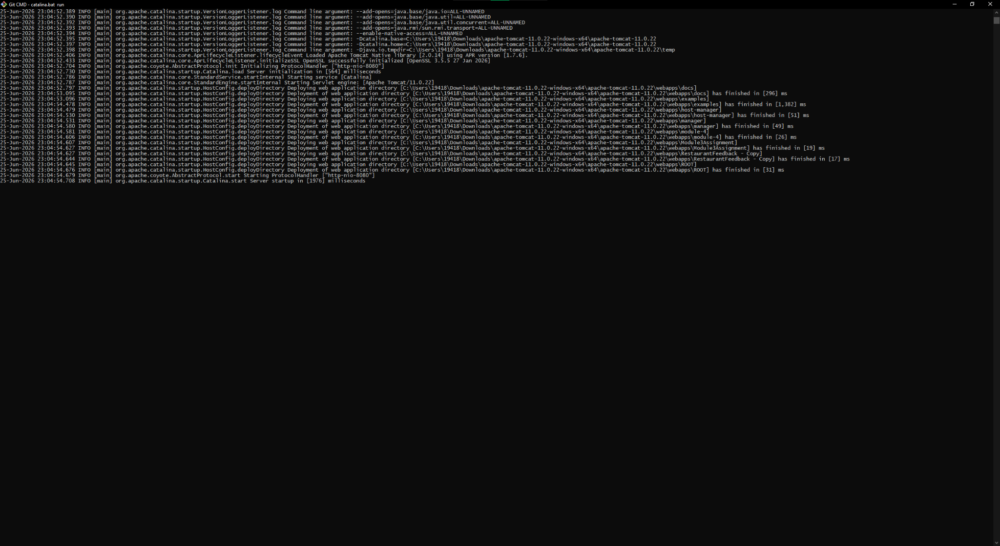 Git CMD - catalina.bat  run
25-Jun-2026 23:04:52.389 INFO [main] org.apache.catalina.startup.VersionLoggerListener.log Command line argument: --add-opens=java.base/java.io=ALL-UNNAMED
25-Jun-2026 23:04:52.390 INFO [main] org.apache.catalina.startup.VersionLoggerListener.log Command line argument: --add-opens=java.base/java.util=ALL-UNNAMED
25-Jun-2026 23:04:52.392 INFO [main] org.apache.catalina.startup.VersionLoggerListener.log Command line argument: --add-opens=java.base/java.util.concurrent=ALL-UNNAMED
25-Jun-2026 23:04:52.393 INFO [main] org.apache.catalina.startup.VersionLoggerListener.log Command line argument: --add-opens=java.rmi/sun.rmi.transport=ALL-UNNAMED
25-Jun-2026 23:04:52.394 INFO [main] org.apache.catalina.startup.VersionLoggerListener.log Command line argument: --enable-native-access=ALL-UNNAMED
25-Jun-2026 23:04:52.395 INFO [main] org.apache.catalina.startup.VersionLoggerListener.log Command line argument: -Dcatalina.base=C:\Users\19418\Downloads\apache-tomcat-11.0.22-windows-x64\apache-tomcat-11.0.22
25-Jun-2026 23:04:52.397 INFO [main] org.apache.catalina.startup.VersionLoggerListener.log Command line argument: -Dcatalina.home=C:\Users\19418\Downloads\apache-tomcat-11.0.22-windows-x64\apache-tomcat-11.0.22
25-Jun-2026 23:04:52.398 INFO [main] org.apache.catalina.startup.VersionLoggerListener.log Command line argument: -Djava.io.tmpdir=C:\Users\19418\Downloads\apache-tomcat-11.0.22-windows-x64\apache-tomcat-11.0.22\temp
25-Jun-2026 23:04:52.406 INFO [main] org.apache.catalina.core.AprLifecycleListener.lifecycleEvent Loaded Apache Tomcat Native library [2.0.14] using APR version [1.7.6].
25-Jun-2026 23:04:52.433 INFO [main] org.apache.catalina.core.AprLifecycleListener.initializeSSL OpenSSL successfully initialized [OpenSSL 3.5.5 27 Jan 2026]
25-Jun-2026 23:04:52.704 INFO [main] org.apache.coyote.AbstractProtocol.init Initializing ProtocolHandler ["http-nio-8080"]
25-Jun-2026 23:04:52.730 INFO [main] org.apache.catalina.startup.Catalina.load Server initialization in [564] milliseconds
25-Jun-2026 23:04:52.786 INFO [main] org.apache.catalina.core.StandardService.startInternal Starting service [Catalina]
25-Jun-2026 23:04:52.787 INFO [main] org.apache.catalina.core.StandardEngine.startInternal Starting Servlet engine: [Apache Tomcat/11.0.22]
25-Jun-2026 23:04:52.797 INFO [main] org.apache.catalina.startup.HostConfig.deployDirectory Deploying web application directory [C:\Users\19418\Downloads\apache-tomcat-11.0.22-windows-x64\apache-tomcat-11.0.22\webapps\docs]
25-Jun-2026 23:04:53.095 INFO [main] org.apache.catalina.startup.HostConfig.deployDirectory Deployment of web application directory [C:\Users\19418\Downloads\apache-tomcat-11.0.22-windows-x64\apache-tomcat-11.0.22\webapps\docs] has finished in [296] ms
25-Jun-2026 23:04:53.096 INFO [main] org.apache.catalina.startup.HostConfig.deployDirectory Deploying web application directory [C:\Users\19418\Downloads\apache-tomcat-11.0.22-windows-x64\apache-tomcat-11.0.22\webapps\examples]
25-Jun-2026 23:04:54.478 INFO [main] org.apache.catalina.startup.HostConfig.deployDirectory Deployment of web application directory [C:\Users\19418\Downloads\apache-tomcat-11.0.22-windows-x64\apache-tomcat-11.0.22\webapps\examples] has finished in [1,382] ms
25-Jun-2026 23:04:54.479 INFO [main] org.apache.catalina.startup.HostConfig.deployDirectory Deploying web application directory [C:\Users\19418\Downloads\apache-tomcat-11.0.22-windows-x64\apache-tomcat-11.0.22\webapps\host-manager]
25-Jun-2026 23:04:54.530 INFO [main] org.apache.catalina.startup.HostConfig.deployDirectory Deployment of web application directory [C:\Users\19418\Downloads\apache-tomcat-11.0.22-windows-x64\apache-tomcat-11.0.22\webapps\host-manager] has finished in [51] ms
25-Jun-2026 23:04:54.531 INFO [main] org.apache.catalina.startup.HostConfig.deployDirectory Deploying web application directory [C:\Users\19418\Downloads\apache-tomcat-11.0.22-windows-x64\apache-tomcat-11.0.22\webapps\manager]
25-Jun-2026 23:04:54.580 INFO [main] org.apache.catalina.startup.HostConfig.deployDirectory Deployment of web application directory [C:\Users\19418\Downloads\apache-tomcat-11.0.22-windows-x64\apache-tomcat-11.0.22\webapps\manager] has finished in [49] ms
25-Jun-2026 23:04:54.581 INFO [main] org.apache.catalina.startup.HostConfig.deployDirectory Deploying web application directory [C:\Users\19418\Downloads\apache-tomcat-11.0.22-windows-x64\apache-tomcat-11.0.22\webapps\module-4]
25-Jun-2026 23:04:54.606 INFO [main] org.apache.catalina.startup.HostConfig.deployDirectory Deployment of web application directory [C:\Users\19418\Downloads\apache-tomcat-11.0.22-windows-x64\apache-tomcat-11.0.22\webapps\module-4] has finished in [26] ms
25-Jun-2026 23:04:54.607 INFO [main] org.apache.catalina.startup.HostConfig.deployDirectory Deploying web application directory [C:\Users\19418\Downloads\apache-tomcat-11.0.22-windows-x64\apache-tomcat-11.0.22\webapps\Module3Assignment]
25-Jun-2026 23:04:54.627 INFO [main] org.apache.catalina.startup.HostConfig.deployDirectory Deployment of web application directory [C:\Users\19418\Downloads\apache-tomcat-11.0.22-windows-x64\apache-tomcat-11.0.22\webapps\Module3Assignment] has finished in [19] ms
25-Jun-2026 23:04:54.627 INFO [main] org.apache.catalina.startup.HostConfig.deployDirectory Deploying web application directory [C:\Users\19418\Downloads\apache-tomcat-11.0.22-windows-x64\apache-tomcat-11.0.22\webapps\RestaurantFeedback - Copy]
25-Jun-2026 23:04:54.644 INFO [main] org.apache.catalina.startup.HostConfig.deployDirectory Deployment of web application directory [C:\Users\19418\Downloads\apache-tomcat-11.0.22-windows-x64\apache-tomcat-11.0.22\webapps\RestaurantFeedback - Copy] has finished in [17] ms
25-Jun-2026 23:04:54.645 INFO [main] org.apache.catalina.startup.HostConfig.deployDirectory Deploying web application directory [C:\Users\19418\Downloads\apache-tomcat-11.0.22-windows-x64\apache-tomcat-11.0.22\webapps\ROOT]
25-Jun-2026 23:04:54.676 INFO [main] org.apache.catalina.startup.HostConfig.deployDirectory Deployment of web application directory [C:\Users\19418\Downloads\apache-tomcat-11.0.22-windows-x64\apache-tomcat-11.0.22\webapps\ROOT] has finished in [31] ms
25-Jun-2026 23:04:54.679 INFO [main] org.apache.coyote.AbstractProtocol.start Starting ProtocolHandler ["http-nio-8080"]
25-Jun-2026 23:04:54.708 INFO [main] org.apache.catalina.startup.Catalina.start Server startup in [1976] milliseconds